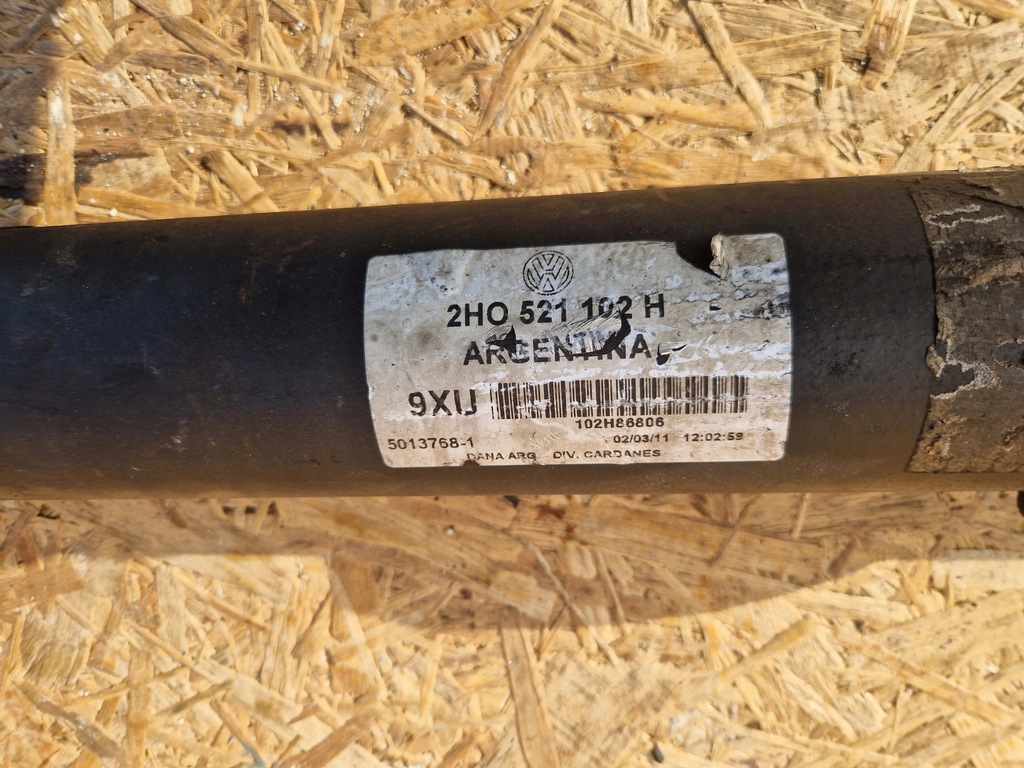 2HO 521 102 H
ARGENTINA
9XU
102H86806
5013768-1 02/03/11 12:02:59
DANA ARG DIV. CARDANES